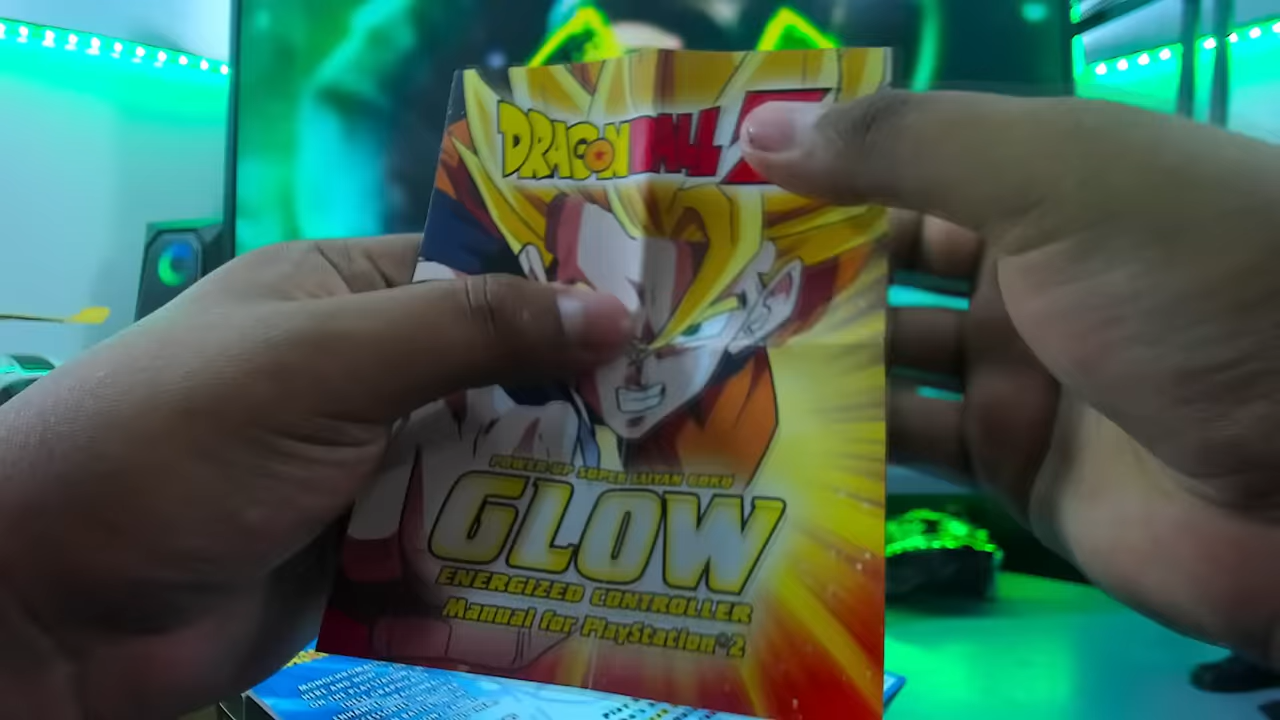 DRAGON BALL Z
POWER-UP SUPER SAIYAN GOKU
GLOW
ENERGIZED CONTROLLER
Manual for PlayStation®2